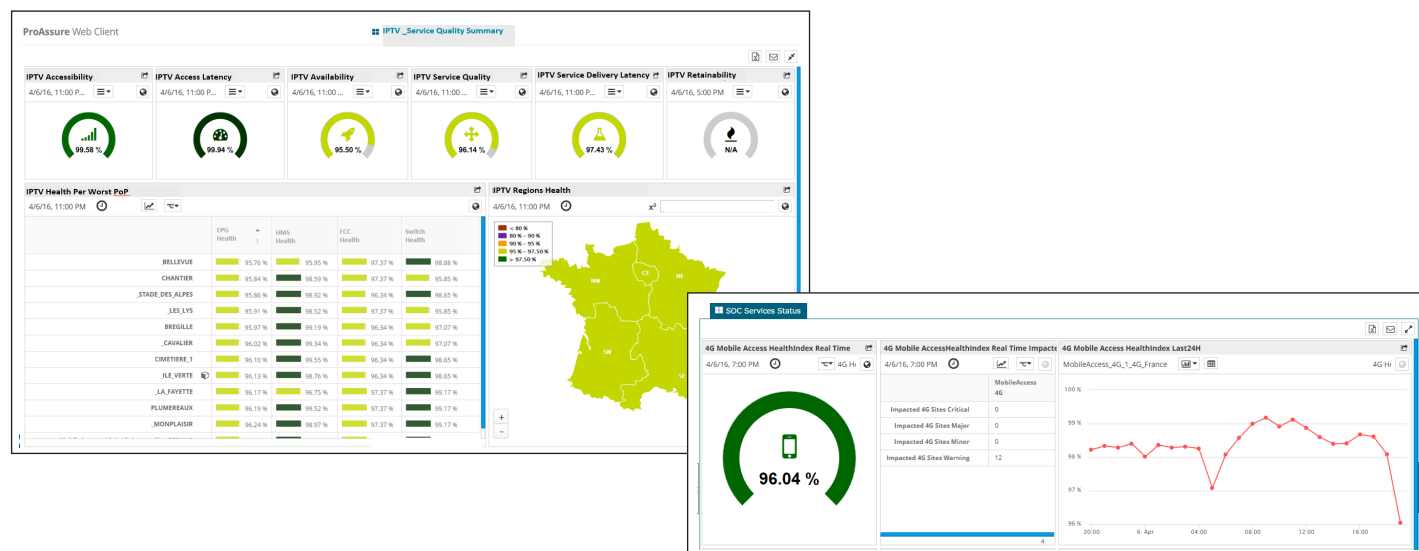 ProAssure Web Client
IPTV _Service Quality Summary
IPTV Accessibility
4/6/16, 11:00 P...
99.58 %
IPTV Access Latency
4/6/16, 11:00 P...
99.94 %
IPTV Availability
4/6/16, 11:00 ...
95.50 %
IPTV Service Quality
4/6/16, 11:00 ...
96.14 %
IPTV Service Delivery Latency
4/6/16, 11:00 P...
97.43 %
IPTV Retainability
4/6/16, 5:00 PM
N/A
IPTV Health Per Worst PoP
4/6/16, 11:00 PM
EPG Health 1 HMS Health FCC Health Switch Health
_BELLEVUE 95.76 % 95.95 % 97.37 % 98.88 %
CHANTIER 95.84 % 98.59 % 97.37 % 95.85 %
_STADE_DES_ALPES 95.86 % 98.92 % 96.34 % 98.65 %
_LES_LYS 95.91 % 98.52 % 97.37 % 95.85 %
BREGILLE 95.97 % 99.19 % 96.34 % 97.07 %
_CAVALIER 96.02 % 99.34 % 96.34 % 97.07 %
CIMETIERE_1 96.10 % 99.55 % 96.34 % 98.65 %
_ILE_VERTE 96.13 % 98.76 % 96.34 % 98.65 %
_LA_FAYETTE 96.17 % 96.75 % 97.37 % 99.17 %
PLUMEREAUX 96.19 % 99.52 % 97.37 % 99.17 %
_MONPLAISIR 96.24 % 98.97 % 97.37 % 99.17 %
IPTV Regions Health
4/6/16, 11:00 PM
x²
< 80 %
80 % – 90 %
90 % – 95 %
95 % – 97.50 %
> 97.50 %
CE
NE
NW
SW
SE
+
−
SOC Services Status
4G Mobile Access HealthIndex Real Time
4/6/16, 7:00 PM
4G H
96.04 %
4G Mobile AccessHealthIndex Real Time Impacte
4/6/16, 7:00 PM
MobileAccess
4G
Impacted 4G Sites Critical 0
Impacted 4G Sites Major 0
Impacted 4G Sites Minor 0
Impacted 4G Sites Warning 12
4
4G Mobile Access HealthIndex Last24H
MobileAccess_4G_1_4G_France
4G H
100 %
99 %
98 %
97 %
96 %
20:00 6. Apr 04:00 08:00 12:00 16:00